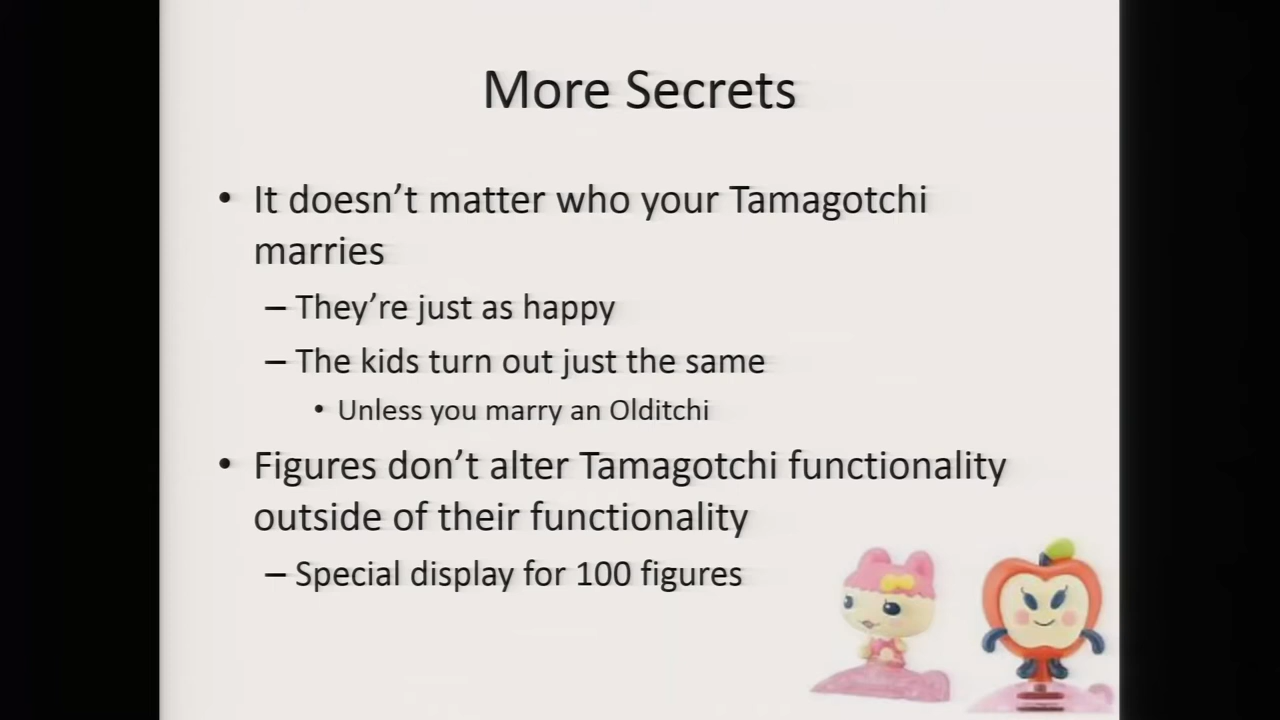 More Secrets
• It doesn't matter who your Tamagotchi
marries
– They're just as happy
– The kids turn out just the same
• Unless you marry an Olditchi
• Figures don't alter Tamagotchi functionality
outside of their functionality
– Special display for 100 figures